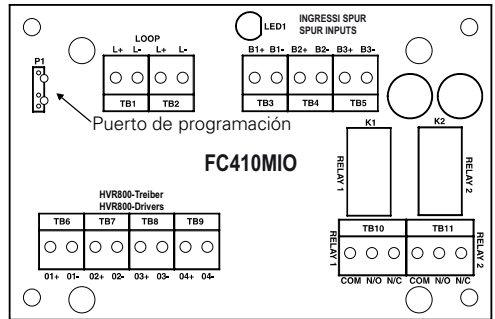 LED1
INGRESSI SPUR
SPUR INPUTS
LOOP
L+ L- L+ L-
B1+ B1- B2+ B2- B3+ B3-
P1
TB1 TB2
TB3 TB4 TB5
Puerto de programación
K1 K2
FC410MIO
RELAY 1
RELAY 2
HVR800-Treiber
HVR800-Drivers
TB6 TB7 TB8 TB9
TB10 TB11
RELAY 1
RELAY 2
01+ 01- 02+ 02- 03+ 03- 04+ 04-
COM N/O N/C COM N/O N/C